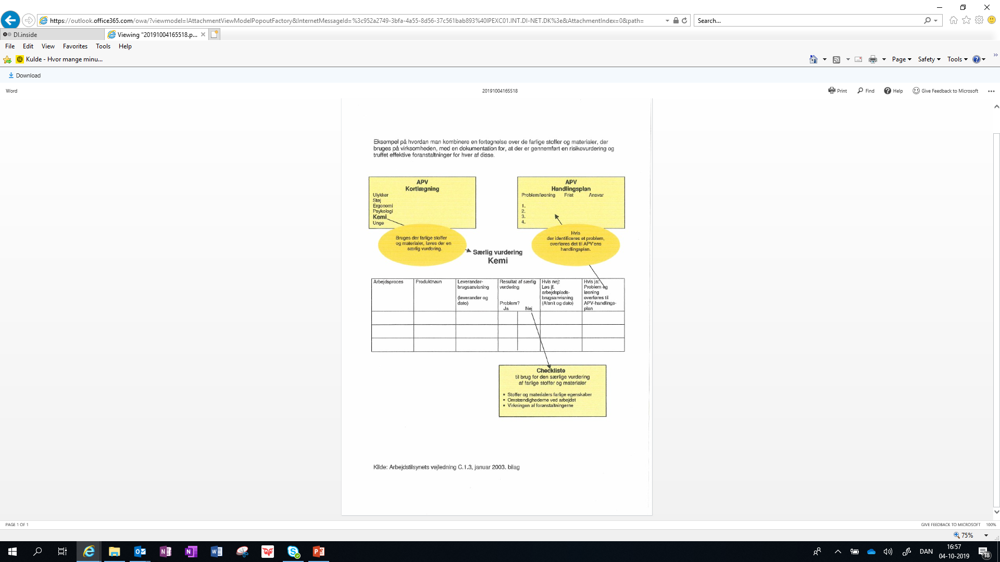 https://outlook.office365.com/owa/?viewmodel=IAttachmentViewModelPopoutFactory&InternetMessageId=%3c952a2749-3bfa-4a55-8d56-37c561bab893%40IPEXC01.INT.DI-NET.DK%3e&AttachmentIndex=0&path=
Search...
DI.inside
Viewing "20191004165518.p...
File Edit View Favorites Tools Help
Kulde - Hvor mange minu...
Page Safety Tools
Download
Word
20191004165518
Print Find Help Give Feedback to Microsoft
Eksempel på hvordan man kombinere en fortegnelse over de farlige stoffer og materialer, der
bruges på virksomheden, med en dokumentation for, at der er gennemført en risikovurdering og
truffet effektive foranstaltninger for hver af disse.
APV
Kortlægning
Ulykker
Støj
Ergonomi
Psykologi
Kemi
Unge
APV
Handlingsplan
Problem/løsning Frist Ansvar
1.
2.
3.
4.
Bruges der farlige stoffer
og materialer, laves der en
særlig vurdering.
Hvis
der identificeres et problem,
overføres det til APV'ens
handlingsplan.
Særlig vurdering
Kemi
Arbejdsproces
Produktnavn
Leverandør-
brugsanvisning
(leverandør og
dato)
Resultat af særlig
vurdering
Problem?
Ja Nej
Hvis nej:
Løs jf.
arbejdsplads-
brugsanvisning
(Afsnit og dato)
Hvis ja:
Problem og
løsning
overføres til
APV-handlings-
plan
Checkliste
til brug for den særlige vurdering
af farlige stoffer og materialer
▪ Stoffer og materialers farlige egenskaber
▪ Omstændighederne ved arbejdet
▪ Virkningen af foranstaltningerne
Kilde: Arbejdstilsynets vejledning C.1.3, januar 2003. bilag
PAGE 1 OF 1
GIVE FEEDBACK TO MICROSOFT 100%
75%
DAN
16:57
04-10-2019
18